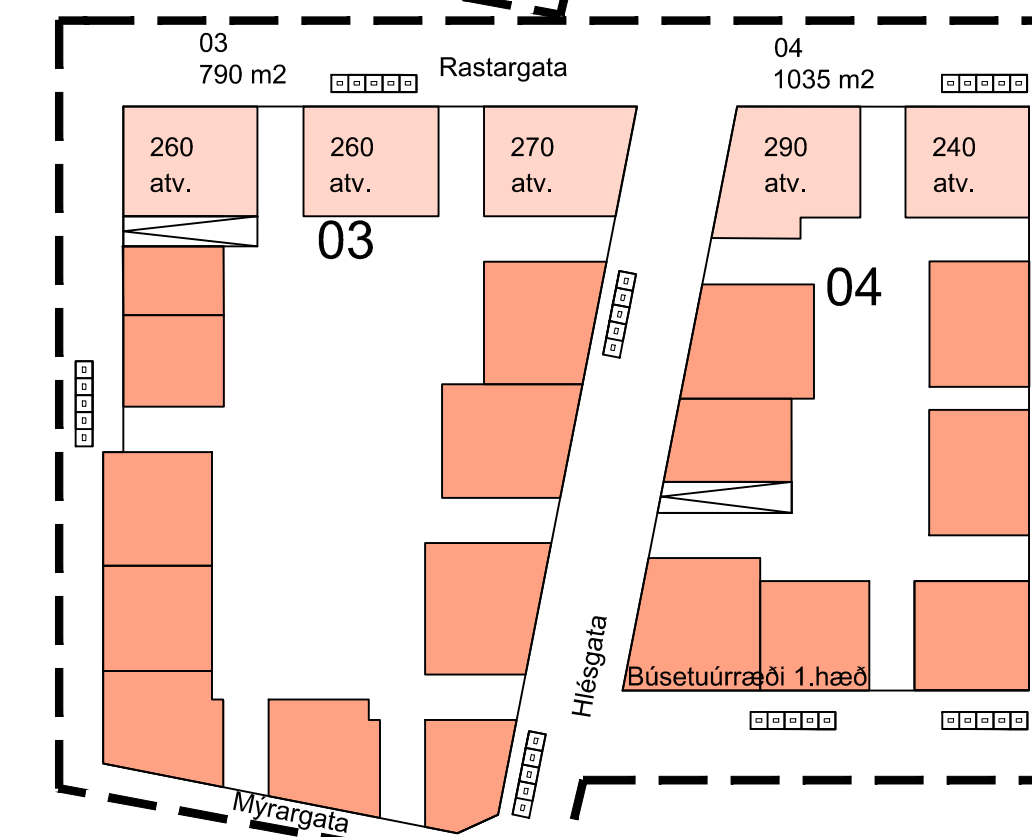 03
790 m2
Rastargata
04
1035 m2
260
atv.
260
atv.
270
atv.
290
atv.
240
atv.
03
04
Hlésgata
Búsetuúrræði 1.hæð
Mýrargata